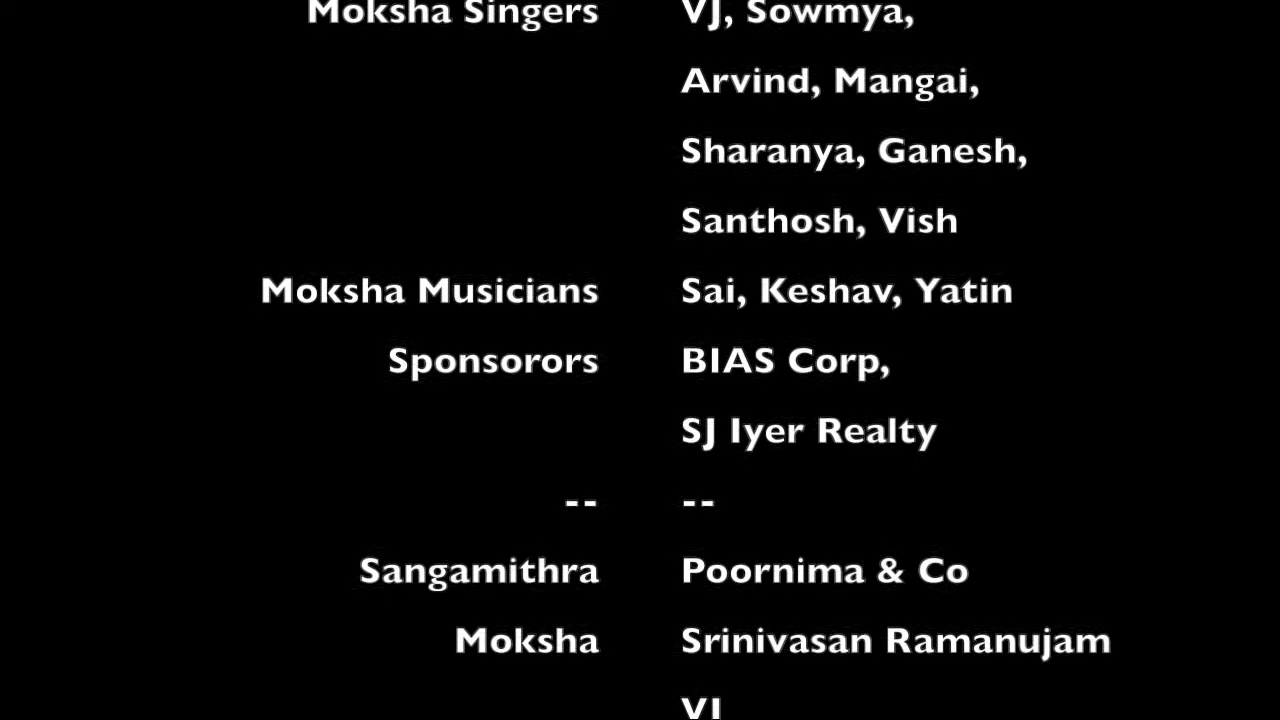 Moksha Singers VJ, Sowmya,
Arvind, Mangai,
Sharanya, Ganesh,
Santhosh, Vish
Moksha Musicians Sai, Keshav, Yatin
Sponsorors BIAS Corp,
SJ Iyer Realty
-- --
Sangamithra Poornima & Co
Moksha Srinivasan Ramanujam